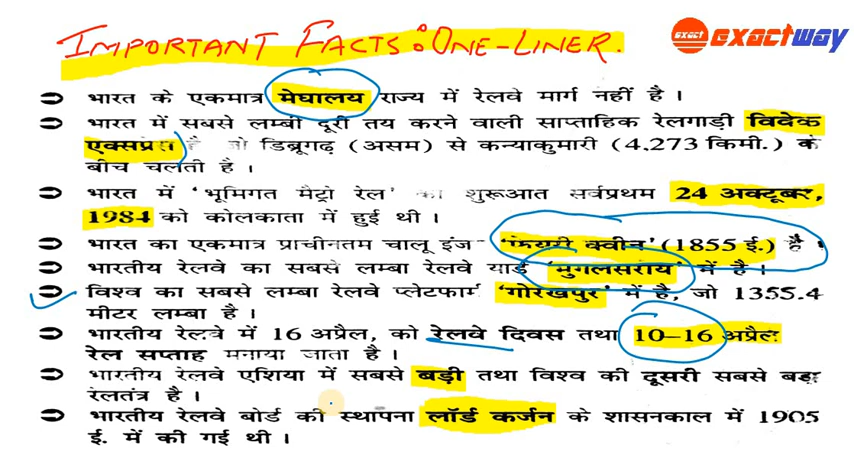 IMPORTANT FACTS: ONE-LINER.
exact exactway
भारत के एकमात्र मेघालय राज्य में रेलवे मार्ग नहीं है ।
भारत में सबसे लम्बी दूरी तय करने वाली साप्ताहिक रेलगाड़ी विवेक
एक्सप्रेस है डिब्रूगढ़ (असम) से कन्याकुमारी (4,273 किमी.) के
बीच चलती है ।
भारत में 'भूमिगत मैट्रो रेल' का शुरूआत सर्वप्रथम 24 अक्टूबर,
1984 को कोलकाता में हुई थी ।
भारत का एकमात्र प्राचीनतम चालू इंज 'फेयरी क्वीन' (1855 ई.) है ।
भारतीय रेलवे का सबसे लम्बा रेलवे यार्ड 'मुगलसराय' में है ।
विश्व का सबसे लम्बा रेलवे प्लेटफार्म 'गोरखपुर' में है, जो 1355.4
मीटर लम्बा है ।
भारतीय रेलवे में 16 अप्रैल, को रेलवे दिवस तथा 10–16 अप्रैल
रेल सप्ताह मनाया जाता है ।
भारतीय रेलवे एशिया में सबसे बड़ी तथा विश्व की दूसरी सबसे बड़ा
रेलतंत्र है ।
भारतीय रेलवे बोर्ड की स्थापना लॉर्ड कर्जन के शासनकाल में 1905
ई. में की गई थी ।